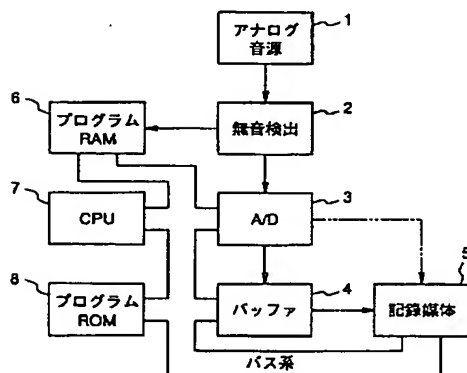 1
アナログ
音源
6
プログラム
RAM
2
無音検出
7
CPU
3
A/D
5
8
プログラム
ROM
4
バッファ
記録媒体
バス系